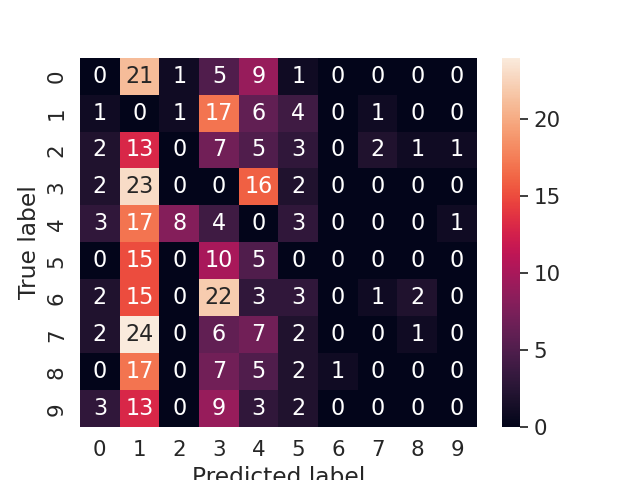 0 21 1 5 9 1 0 0 0 0 0
1 1 0 1 17 6 4 0 1 0 0
2 2 13 0 7 5 3 0 2 1 1
3 2 23 0 0 16 2 0 0 0 0
4 3 17 8 4 0 3 0 0 0 1
5 0 15 0 10 5 0 0 0 0 0
6 2 15 0 22 3 3 0 1 2 0
7 2 24 0 6 7 2 0 0 1 0
8 0 17 0 7 5 2 1 0 0 0
9 3 13 0 9 3 2 0 0 0 0
0 1 2 3 4 5 6 7 8 9
True label
Predicted label
20
15
10
5
0